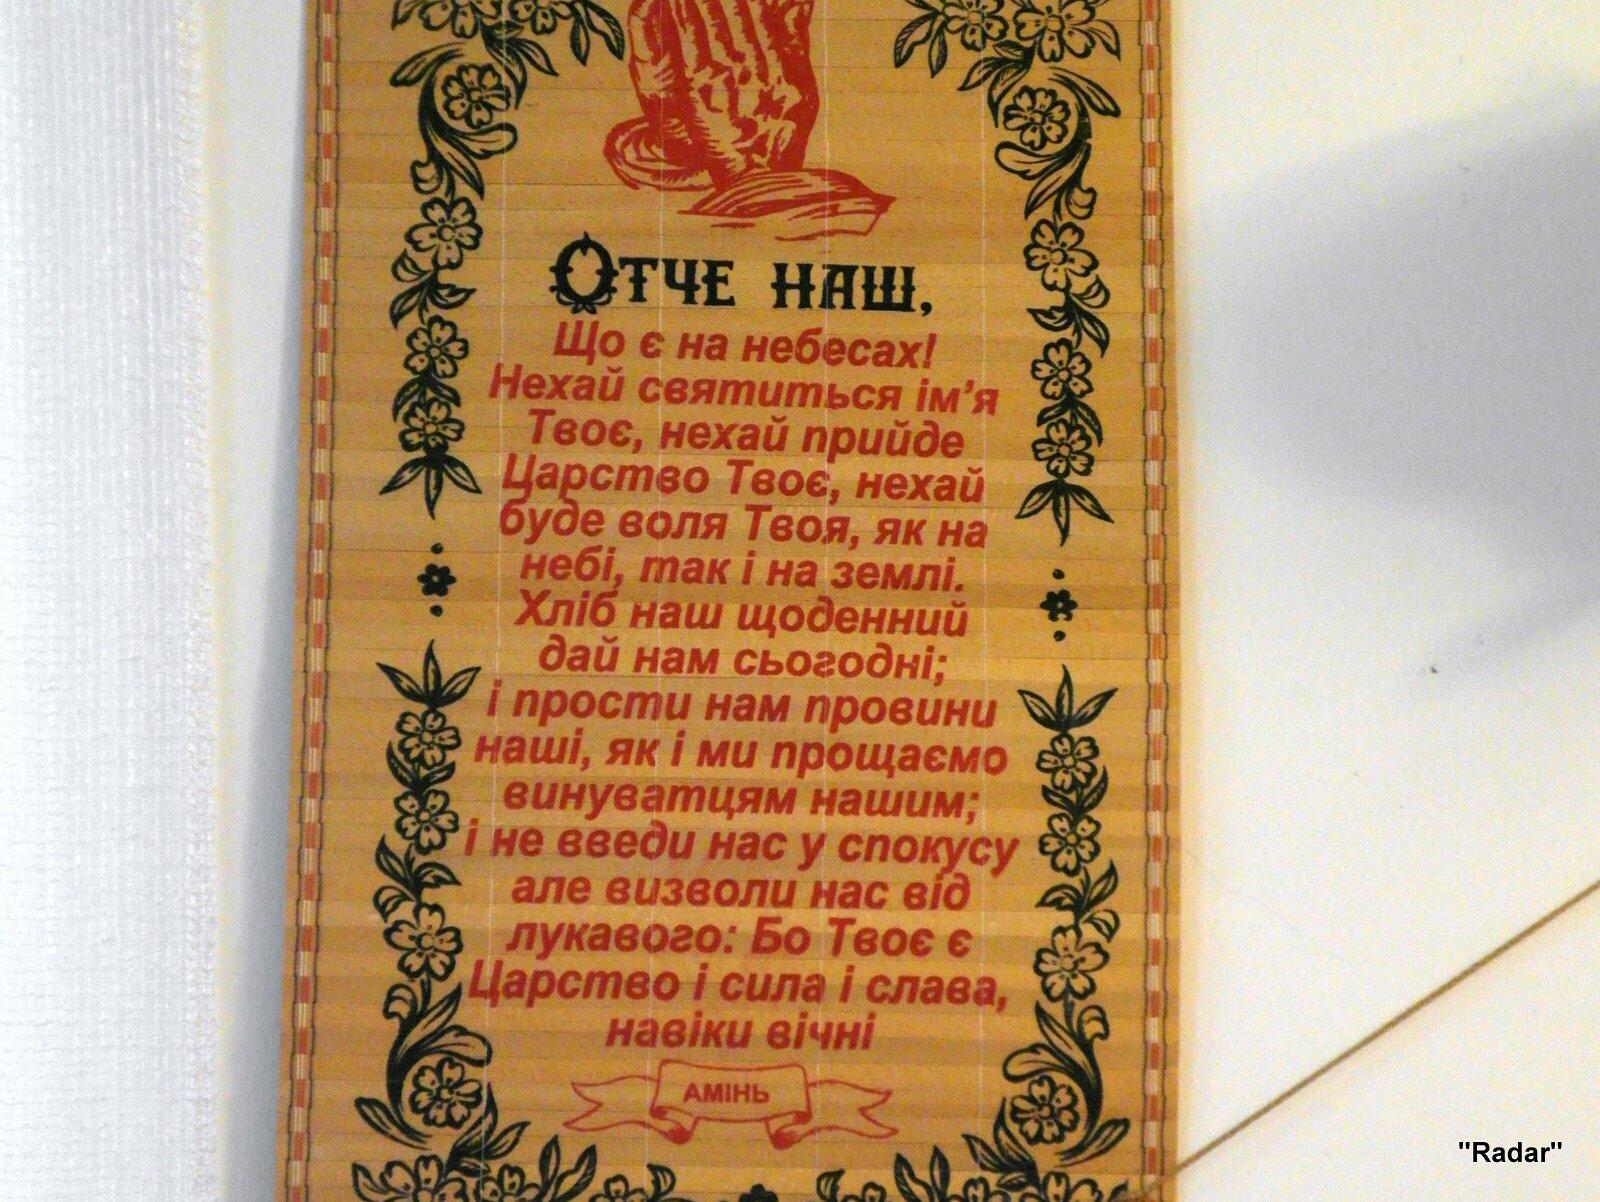 Отче наш,
Що є на небесах!
Нехай святиться ім'я
Твоє, нехай прийде
Царство Твоє, нехай
буде воля Твоя, як на
небі, так і на землі.
Хліб наш щоденний
дай нам сьогодні;
і прости нам провини
наші, як і ми прощаємо
винуватцям нашим;
і не введи нас у спокусу
але визволи нас від
лукавого: Бо Твоє є
Царство і сила і слава,
навіки вічні
АМІНЬ
"Radar"